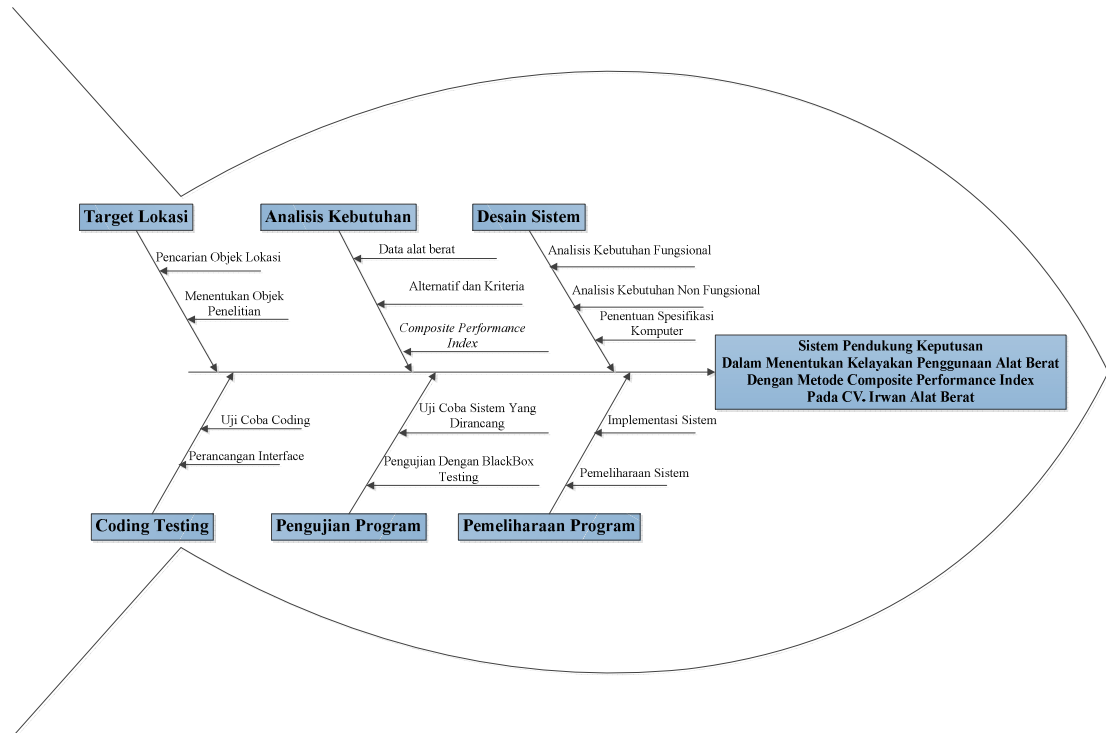 Target Lokasi
Analisis Kebutuhan
Desain Sistem
Pencarian Objek Lokasi
Menentukan Objek
Penelitian
Data alat berat
Alternatif dan Kriteria
Composite Performance
Index
Analisis Kebutuhan Fungsional
Analisis Kebutuhan Non Fungsional
Penentuan Spesifikasi
Komputer
Sistem Pendukung Keputusan
Dalam Menentukan Kelayakan Penggunaan Alat Berat
Dengan Metode Composite Performance Index
Pada CV. Irwan Alat Berat
Uji Coba Coding
Perancangan Interface
Uji Coba Sistem Yang
Dirancang
Pengujian Dengan BlackBox
Testing
Implementasi Sistem
Pemeliharaan Sistem
Coding Testing
Pengujian Program
Pemeliharaan Program